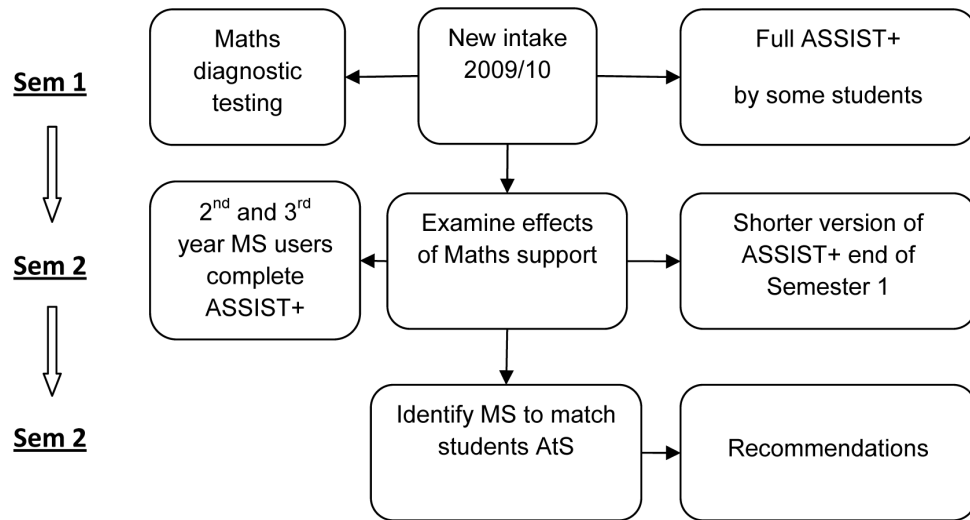 Sem 1
Maths
diagnostic
testing
New intake
2009/10
Full ASSIST+
by some students
Sem 2
2nd and 3rd
year MS users
complete
ASSIST+
Examine effects
of Maths support
Shorter version of
ASSIST+ end of
Semester 1
Sem 2
Identify MS to match
students AtS
Recommendations